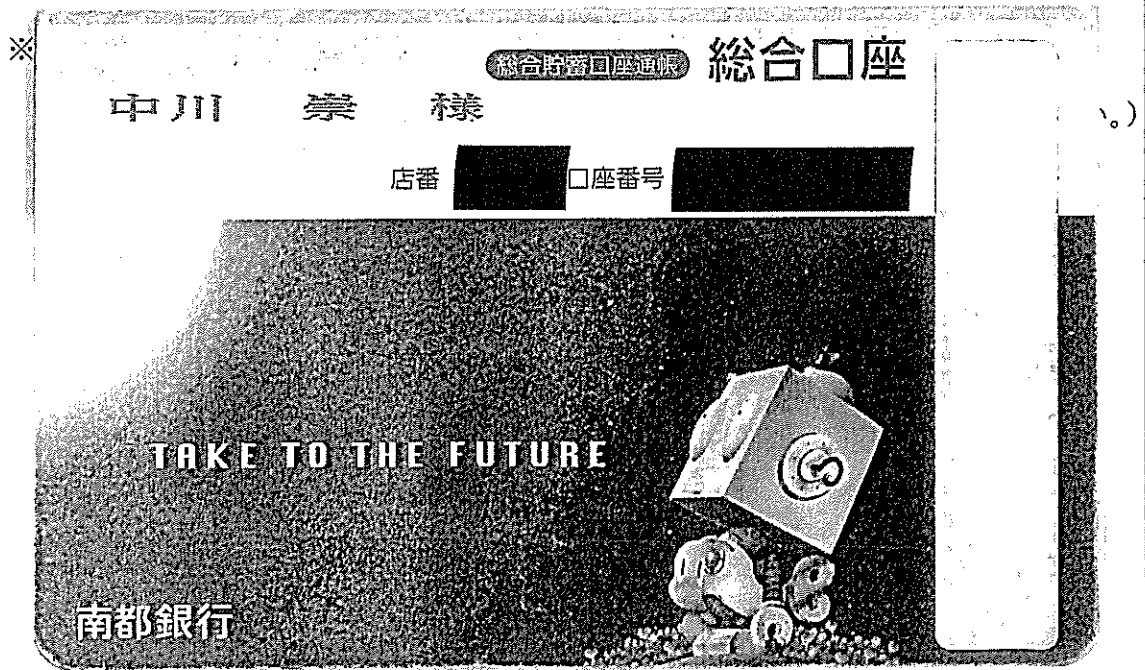 ※
総合貯蓄口座通帳 総合口座
中川 崇 様
い。)
店番 口座番号
TAKE TO THE FUTURE
南都銀行